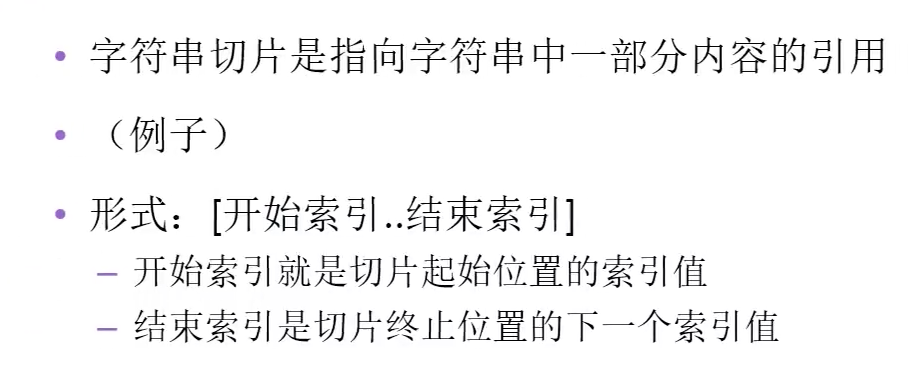 • 字符串切片是指向字符串中一部分内容的引用
• （例子）
• 形式：[开始索引..结束索引]
– 开始索引就是切片起始位置的索引值
– 结束索引是切片终止位置的下一个索引值